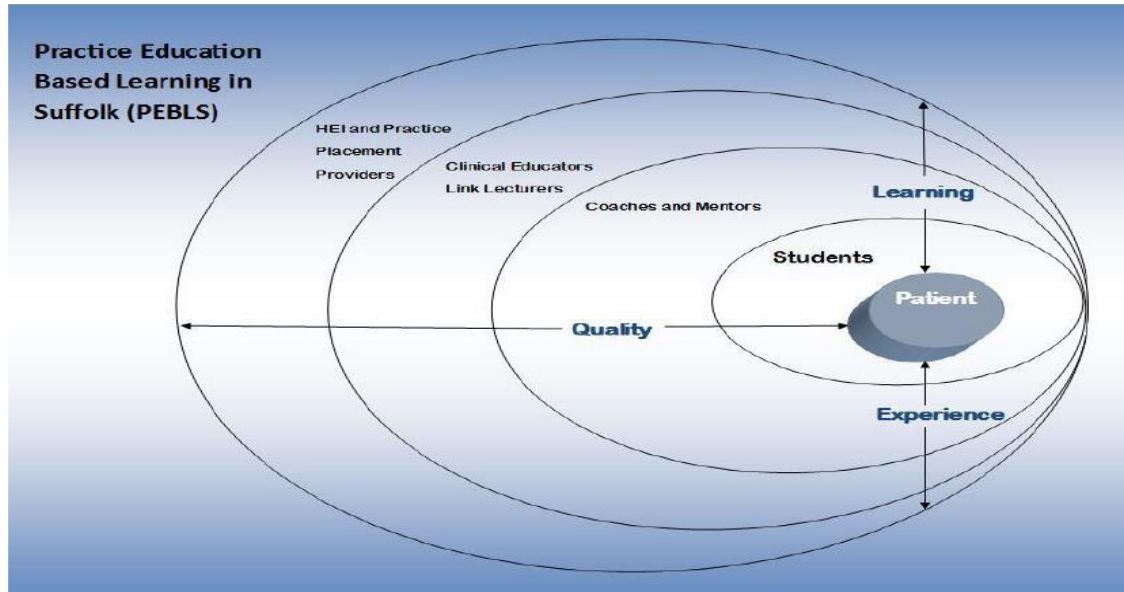 Practice Education
Based Learning in
Suffolk (PEBLS)
HEI and Practice
Placement
Providers
Clinical Educators
Link Lecturers
Coaches and Mentors
Learning
Students
Patient
Quality
Experience